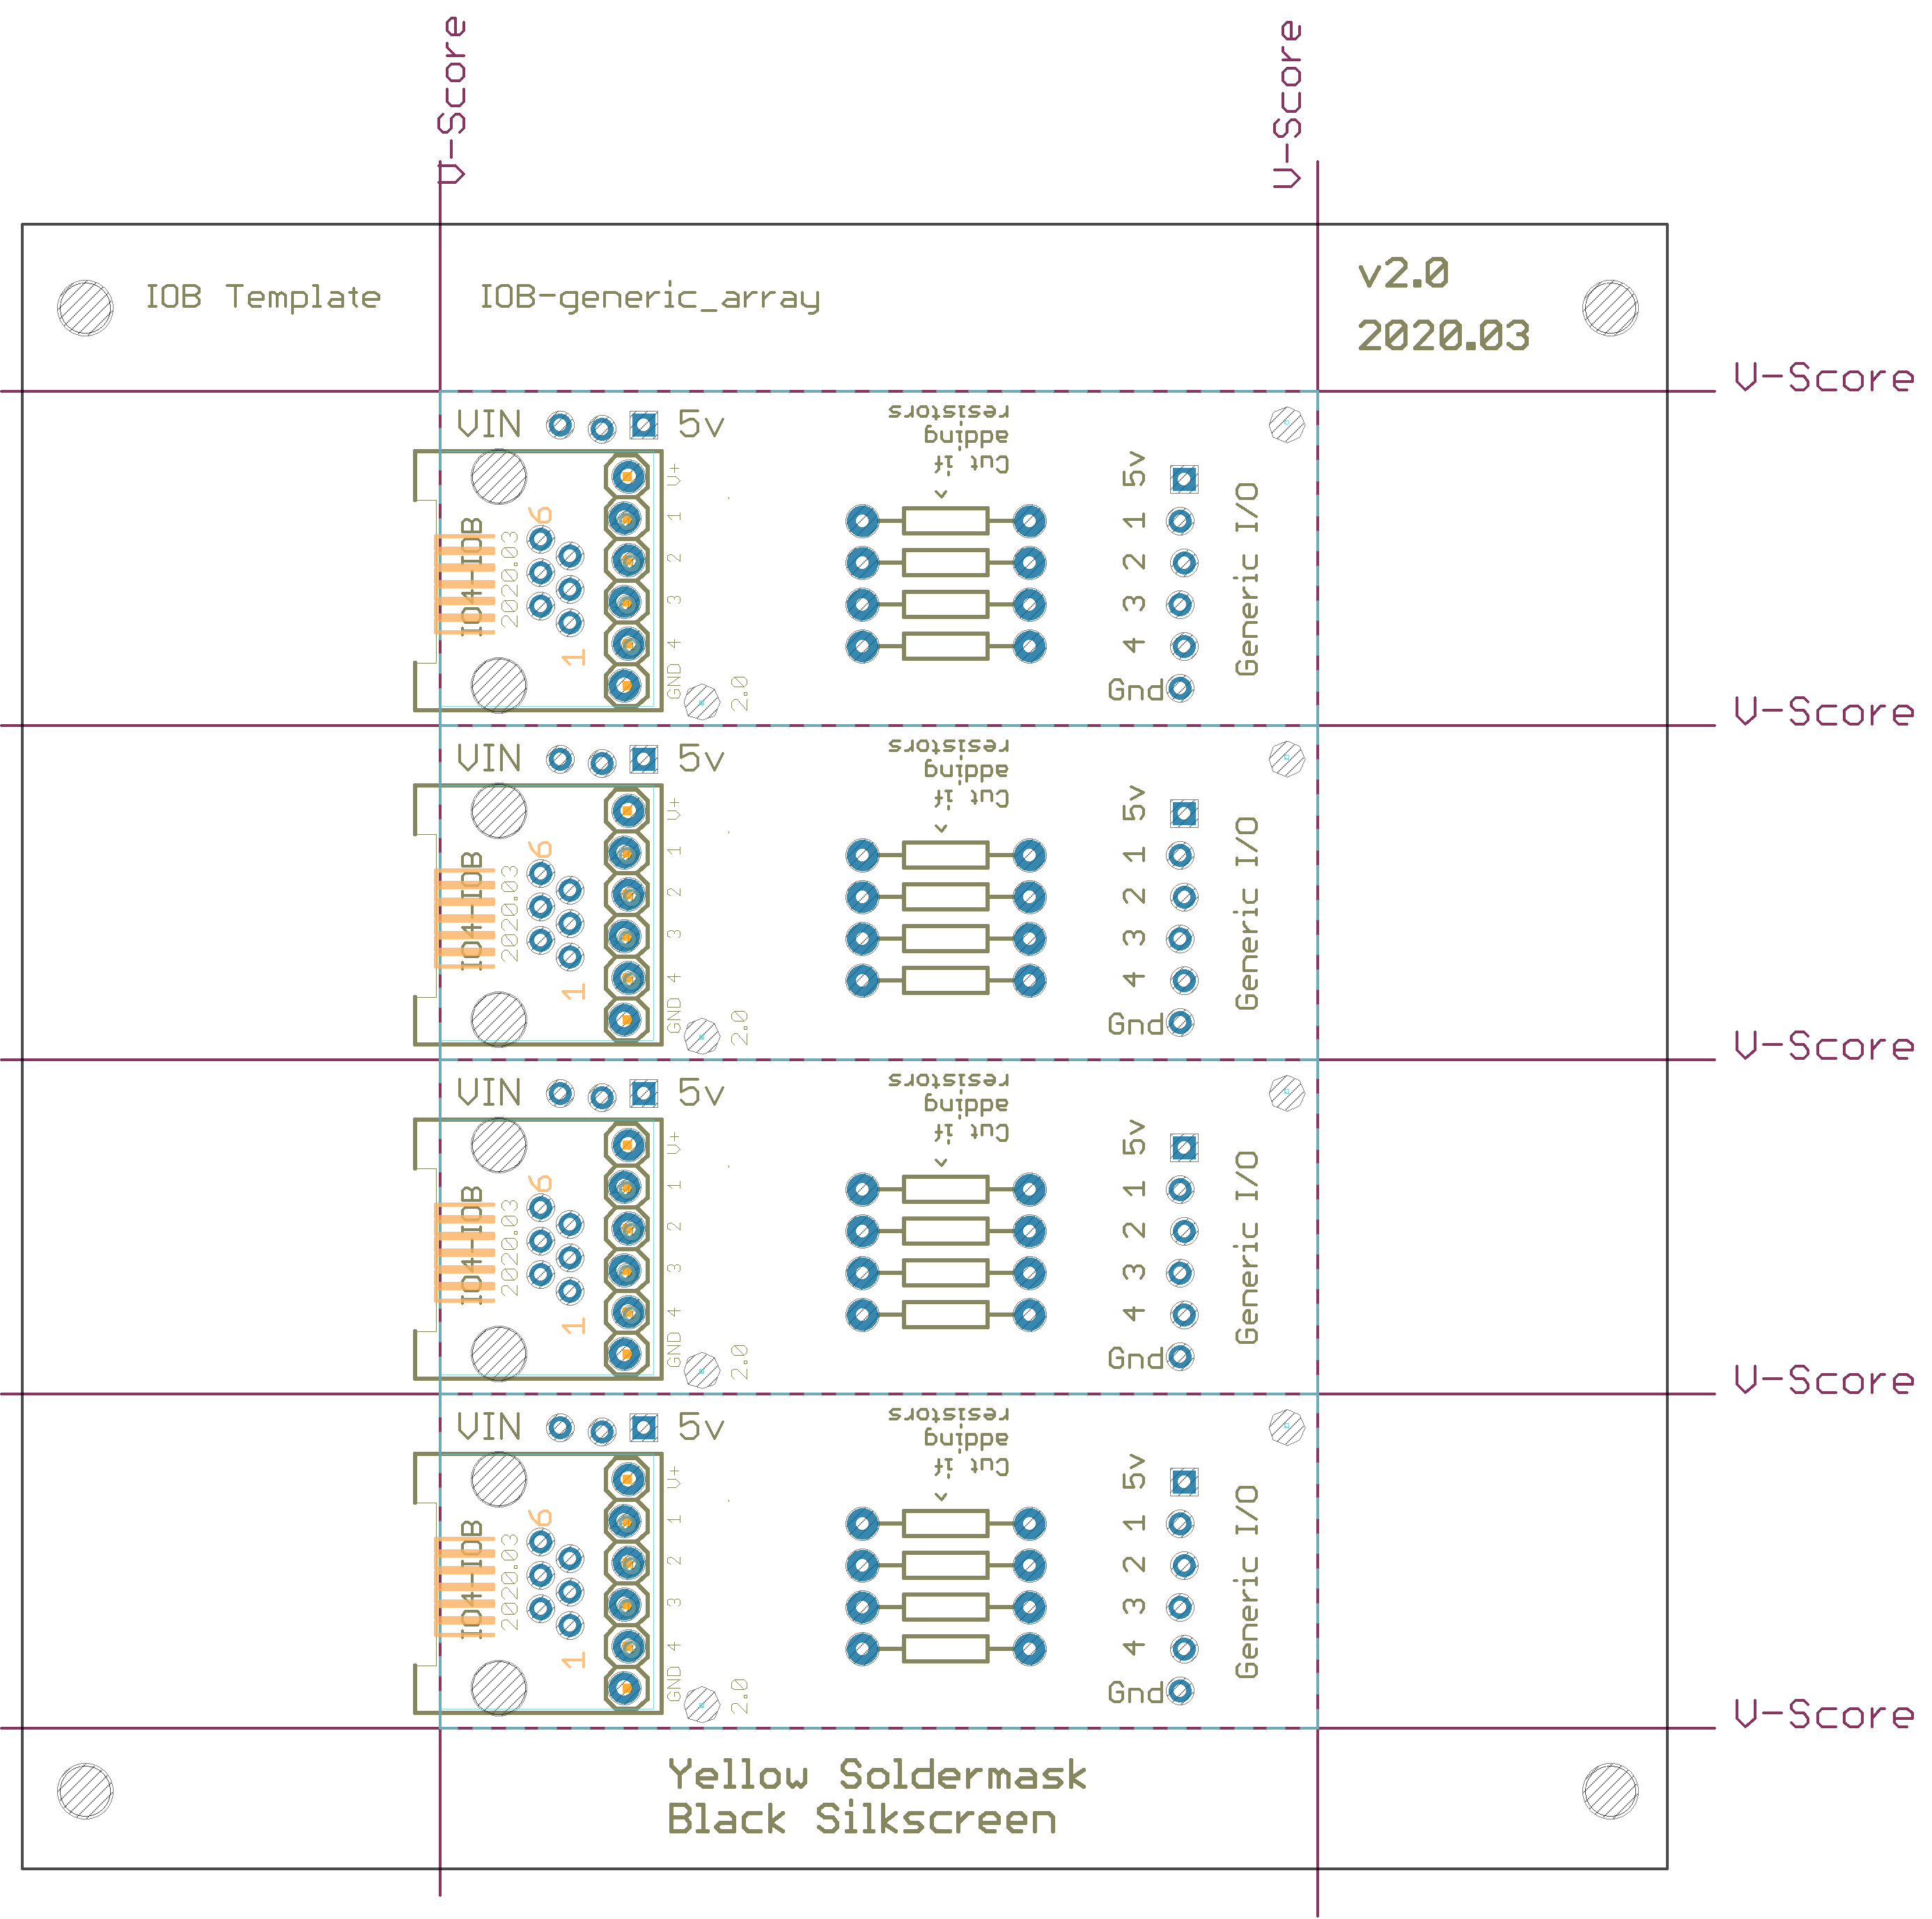 V-Score
V-Score
IOB Template
IOB-generic_array
v2.0
2020.03
V-Score
VIN
5v
Cut if
adding
resistors
v
V+
1
2
3
4
GND
6
IO4-IOB
2020.03
1
2.0
5v
1
2
3
4
Gnd
Generic I/O
V-Score
VIN
5v
Cut if
adding
resistors
v
V+
1
2
3
4
GND
6
IO4-IOB
2020.03
1
2.0
5v
1
2
3
4
Gnd
Generic I/O
V-Score
VIN
5v
Cut if
adding
resistors
v
V+
1
2
3
4
GND
6
IO4-IOB
2020.03
1
2.0
5v
1
2
3
4
Gnd
Generic I/O
V-Score
VIN
5v
Cut if
adding
resistors
v
V+
1
2
3
4
GND
6
IO4-IOB
2020.03
1
2.0
5v
1
2
3
4
Gnd
Generic I/O
V-Score
Yellow Soldermask
Black Silkscreen